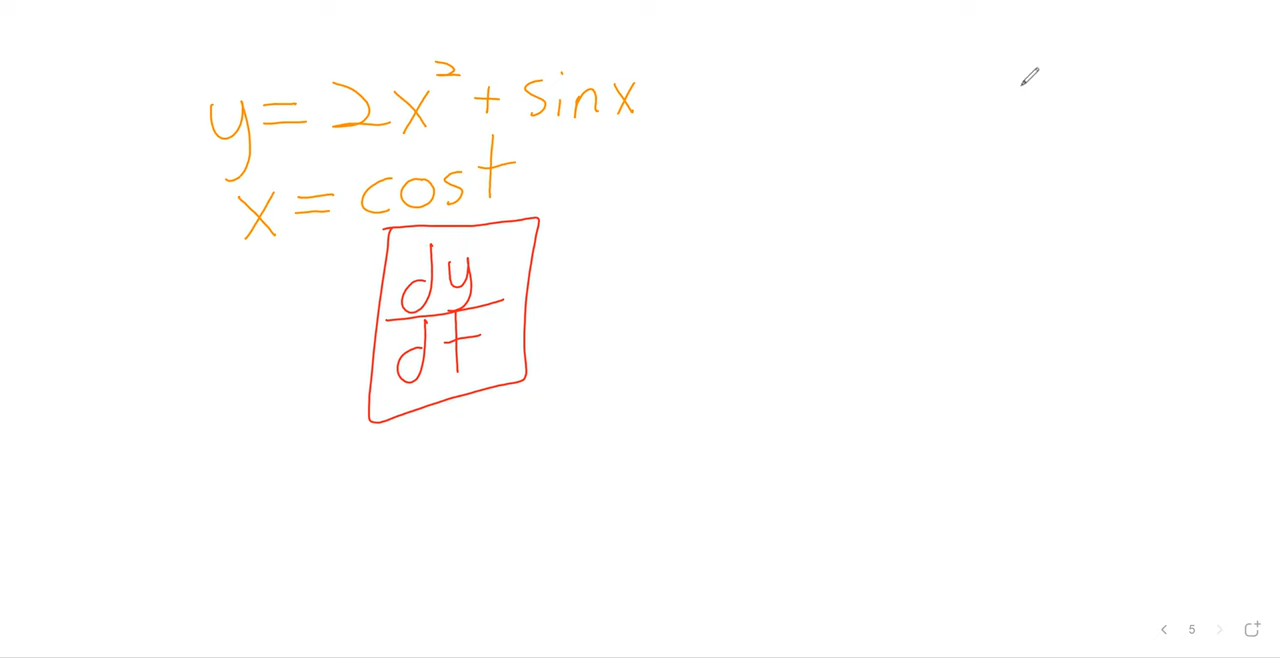 y = 2x² + sin x
x = cos t
dy
dt
5